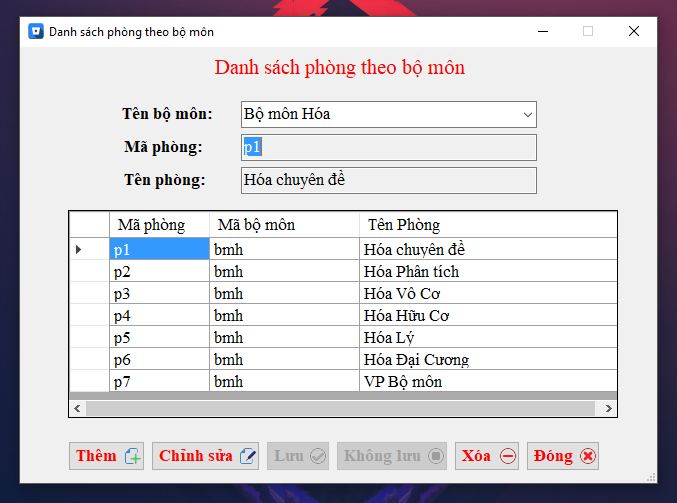 Danh sách phòng theo bộ môn
Danh sách phòng theo bộ môn
Tên bộ môn: Bộ môn Hóa
Mã phòng: p1
Tên phòng: Hóa chuyên đề
Mã phòng Mã bộ môn Tên Phòng
p1 bmh Hóa chuyên đề
p2 bmh Hóa Phân tích
p3 bmh Hóa Vô Cơ
p4 bmh Hóa Hữu Cơ
p5 bmh Hóa Lý
p6 bmh Hóa Đại Cương
p7 bmh VP Bộ môn
Thêm Chỉnh sửa Lưu Không lưu Xóa Đóng